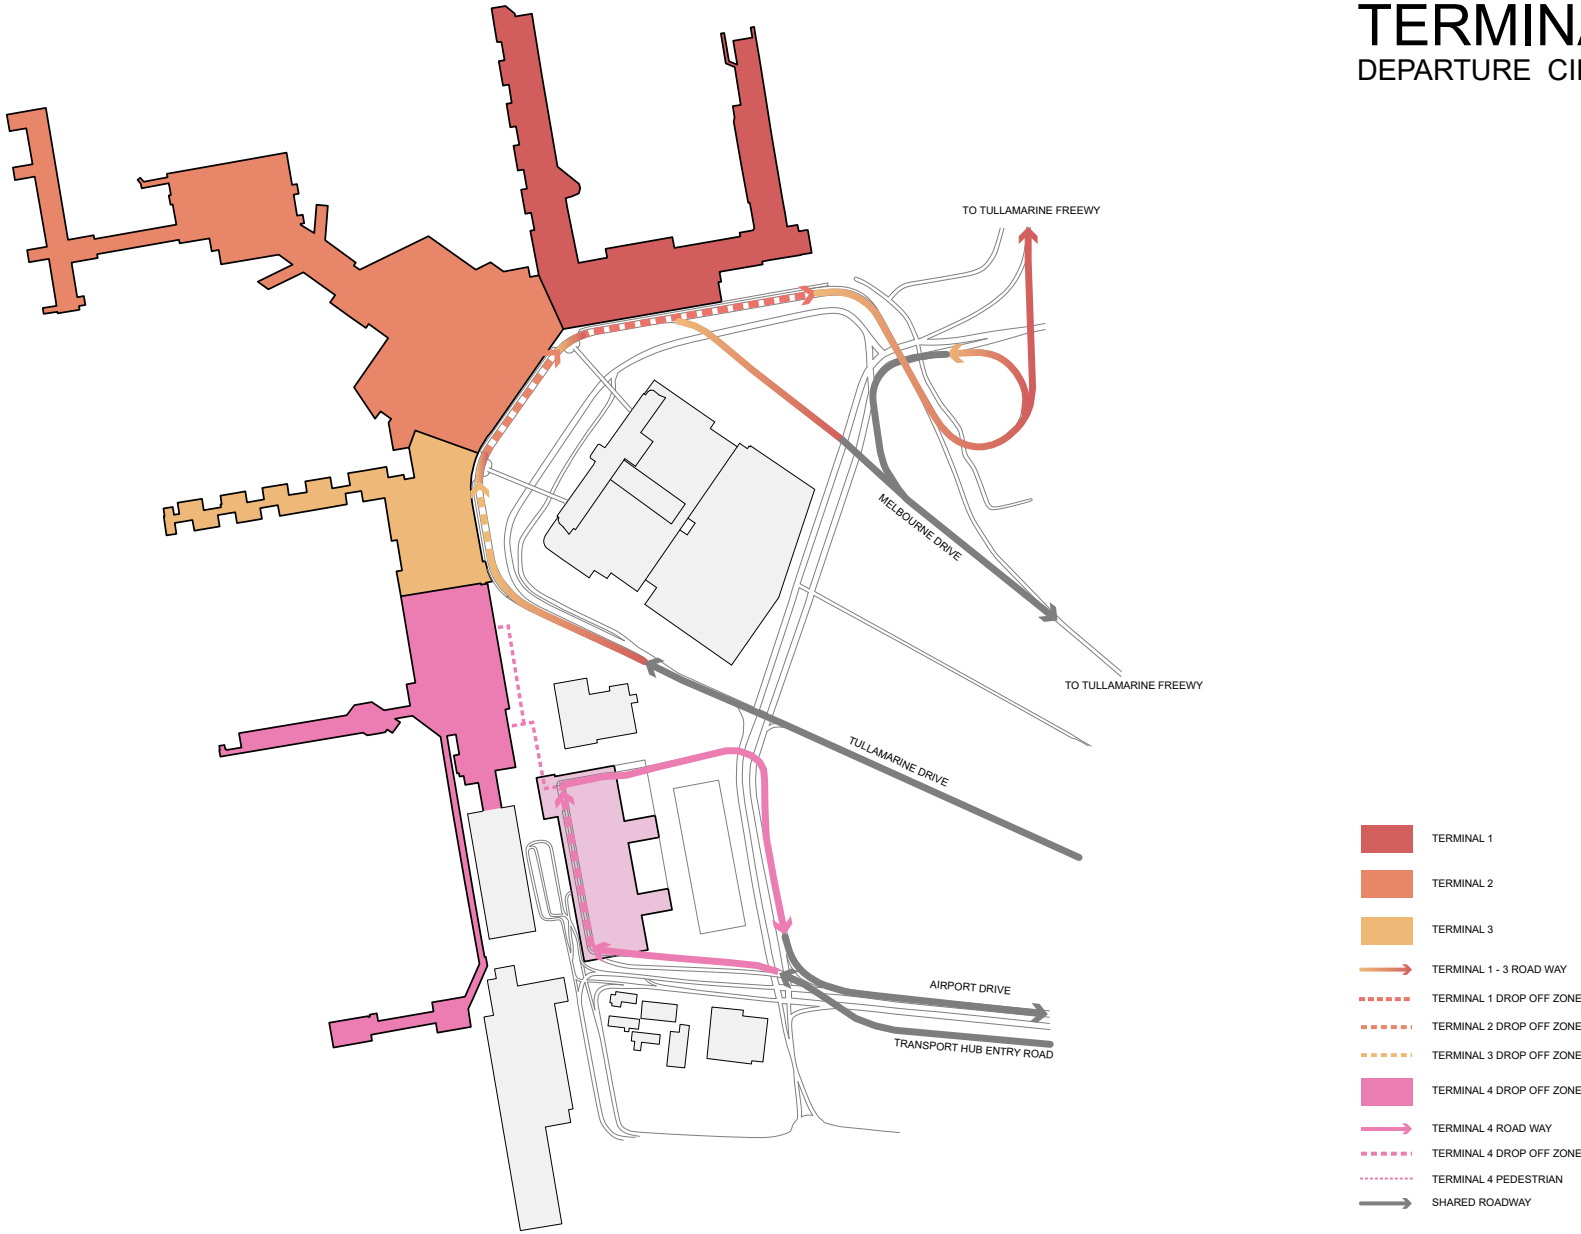 TERMINA
DEPARTURE CI
TO TULLAMARINE FREEWY
MELBOURNE DRIVE
TO TULLAMARINE FREEWY
TULLAMARINE DRIVE
AIRPORT DRIVE
TRANSPORT HUB ENTRY ROAD
TERMINAL 1
TERMINAL 2
TERMINAL 3
TERMINAL 1 - 3 ROAD WAY
TERMINAL 1 DROP OFF ZONE
TERMINAL 2 DROP OFF ZONE
TERMINAL 3 DROP OFF ZONE
TERMINAL 4 DROP OFF ZONE
TERMINAL 4 ROAD WAY
TERMINAL 4 DROP OFF ZONE
TERMINAL 4 PEDESTRIAN
SHARED ROADWAY